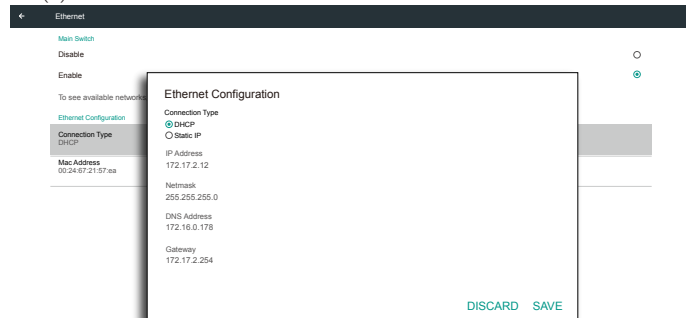 Ethernet
Main Switch
Disable
Enable
To see available networks
Ethernet Configuration
Connection Type
DHCP
Mac Address
00:24:67:21:57:ea
Ethernet Configuration
Connection Type
DHCP
Static IP
IP Address
172.17.2.12
Netmask
255.255.255.0
DNS Address
172.16.0.178
Gateway
172.17.2.254
DISCARD SAVE